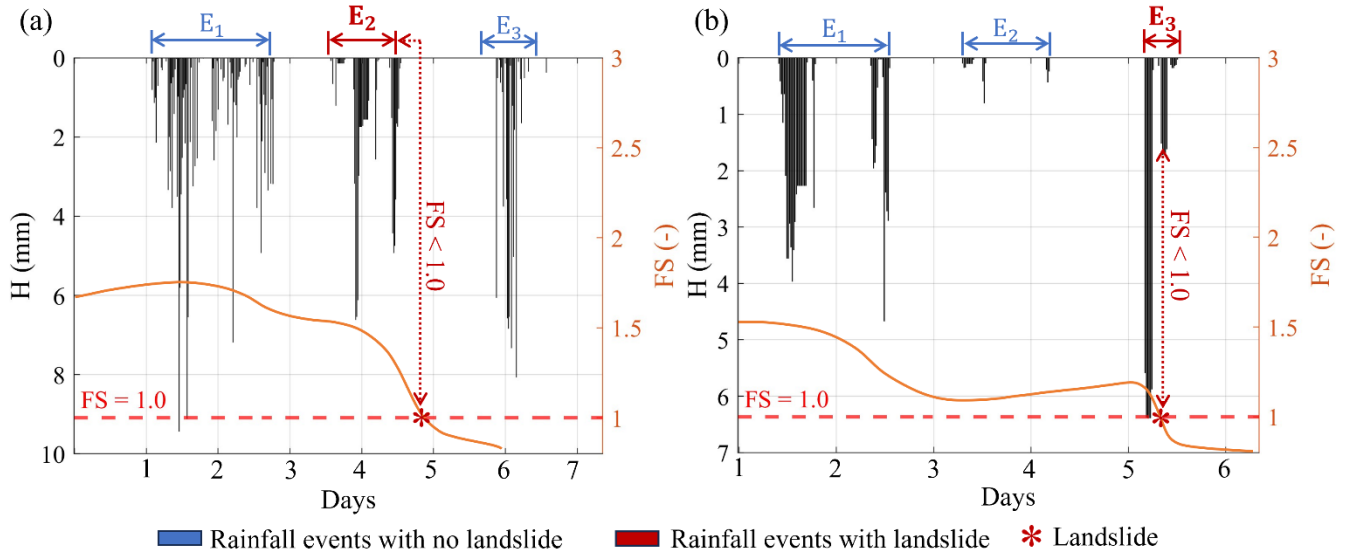 (a)
E₁
E₂
E₃
0
2
4
6
8
10
H (mm)
1
2
3
4
5
6
7
Days
3
2.5
2
1.5
1
FS (-)
FS < 1.0
FS = 1.0
(b)
E₁
E₂
E₃
0
1
2
3
4
5
6
7
H (mm)
1
2
3
4
5
6
Days
3
2.5
2
1.5
1
FS (-)
FS < 1.0
FS = 1.0
Rainfall events with no landslide
Rainfall events with landslide
* Landslide